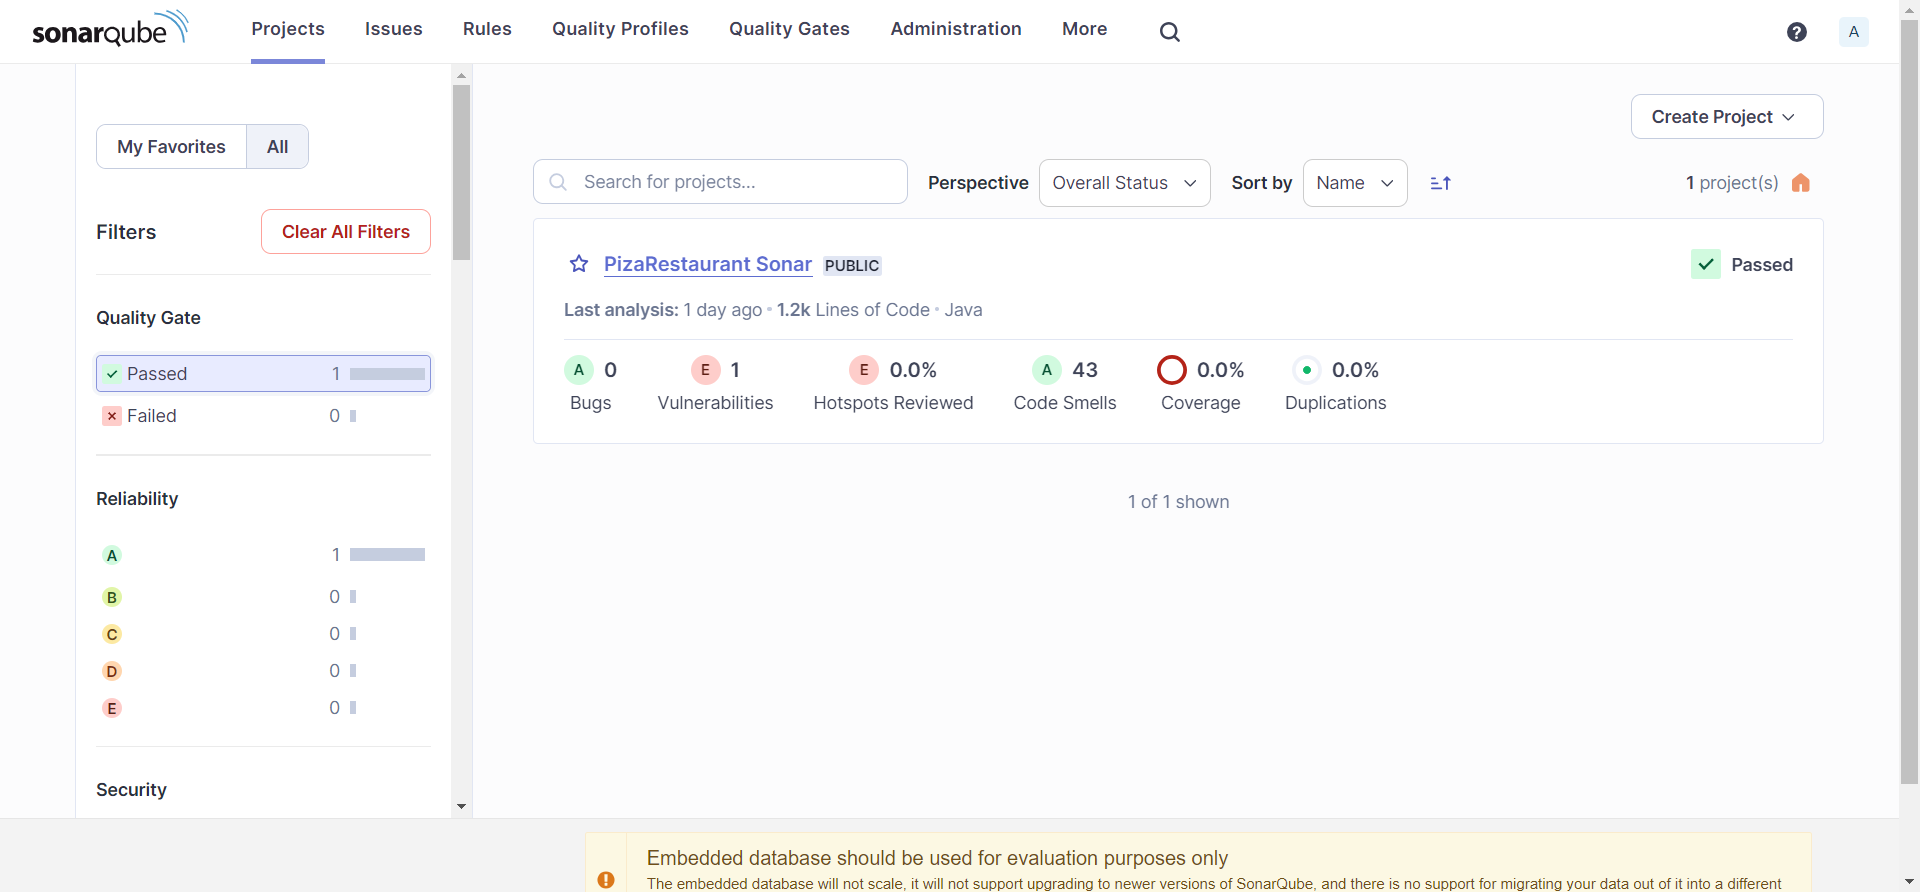 sonarqube
Projects Issues Rules Quality Profiles Quality Gates Administration More
? A
My Favorites All
Create Project
Search for projects... Perspective Overall Status Sort by Name 1 project(s)
Filters Clear All Filters
PizaRestaurant Sonar PUBLIC Passed
Last analysis: 1 day ago • 1.2k Lines of Code • Java
A 0 E 1 E 0.0% A 43 0.0% 0.0%
Bugs Vulnerabilities Hotspots Reviewed Code Smells Coverage Duplications
1 of 1 shown
Quality Gate
Passed 1
Failed 0
Reliability
A 1
B 0
C 0
D 0
E 0
Security
Embedded database should be used for evaluation purposes only
The embedded database will not scale, it will not support upgrading to newer versions of SonarQube, and there is no support for migrating your data out of it into a different